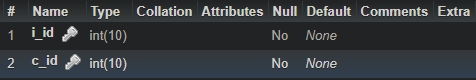 # Name Type Collation Attributes Null Default Comments Extra
1 i_id int(10) No None
2 c_id int(10) No None